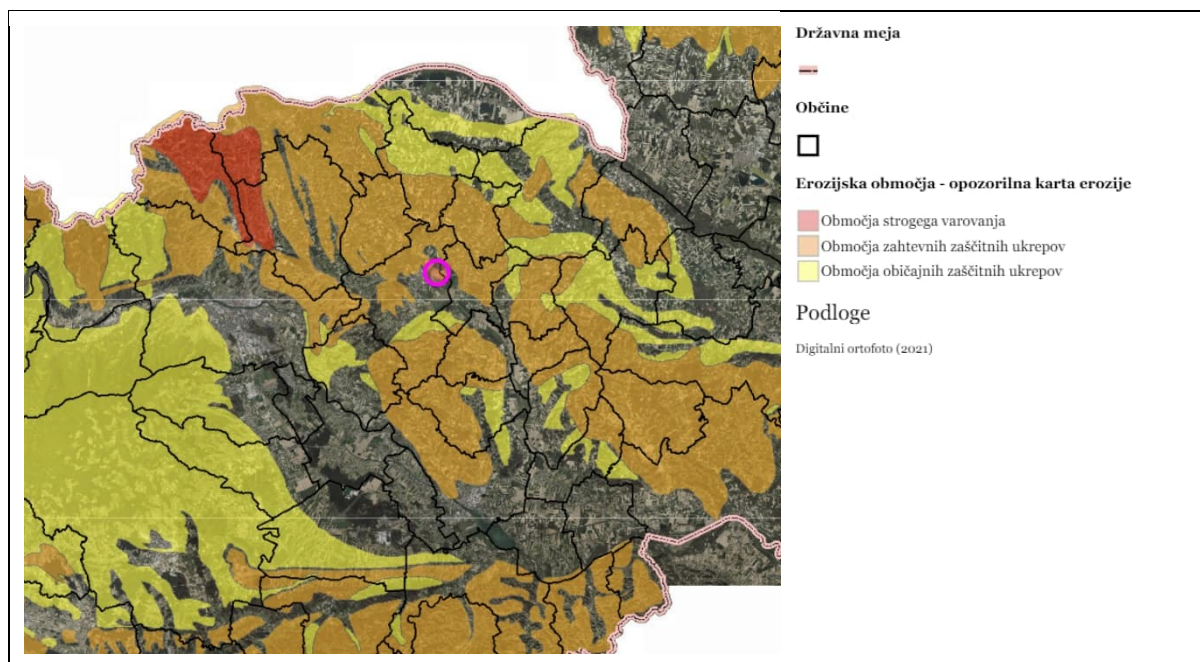 Državna meja
Občine
Erozijska območja - opozorilna karta erozije
Območja strogega varovanja
Območja zahtevnih zaščitnih ukrepov
Območja običajnih zaščitnih ukrepov
Podloge
Digitalni ortofoto (2021)